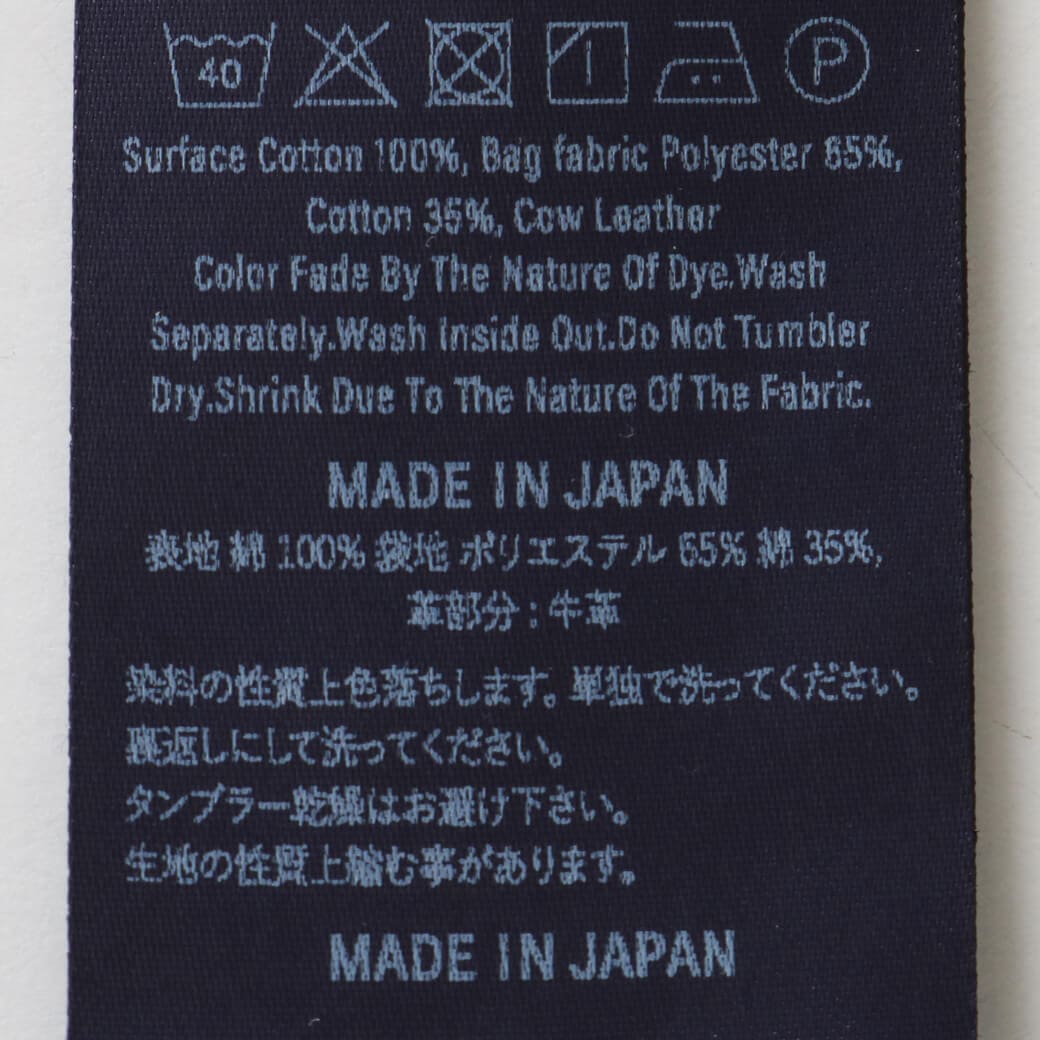 40 P
Surface Cotton 100%, Bag fabric Polyester 65%,
Cotton 35%, Cow Leather
Color Fade By The Nature Of Dye.Wash
Separately.Wash Inside Out.Do Not Tumbler
Dry.Shrink Due To The Nature Of The Fabric.
MADE IN JAPAN
表地 綿 100% 袋地 ポリエステル 65% 綿 35%,
革部分 : 牛革
染料の性質上色落ちします。単独で洗ってください。
裏返しにして洗ってください。
タンブラー乾燥はお避け下さい。
生地の性質上縮む事があります。
MADE IN JAPAN